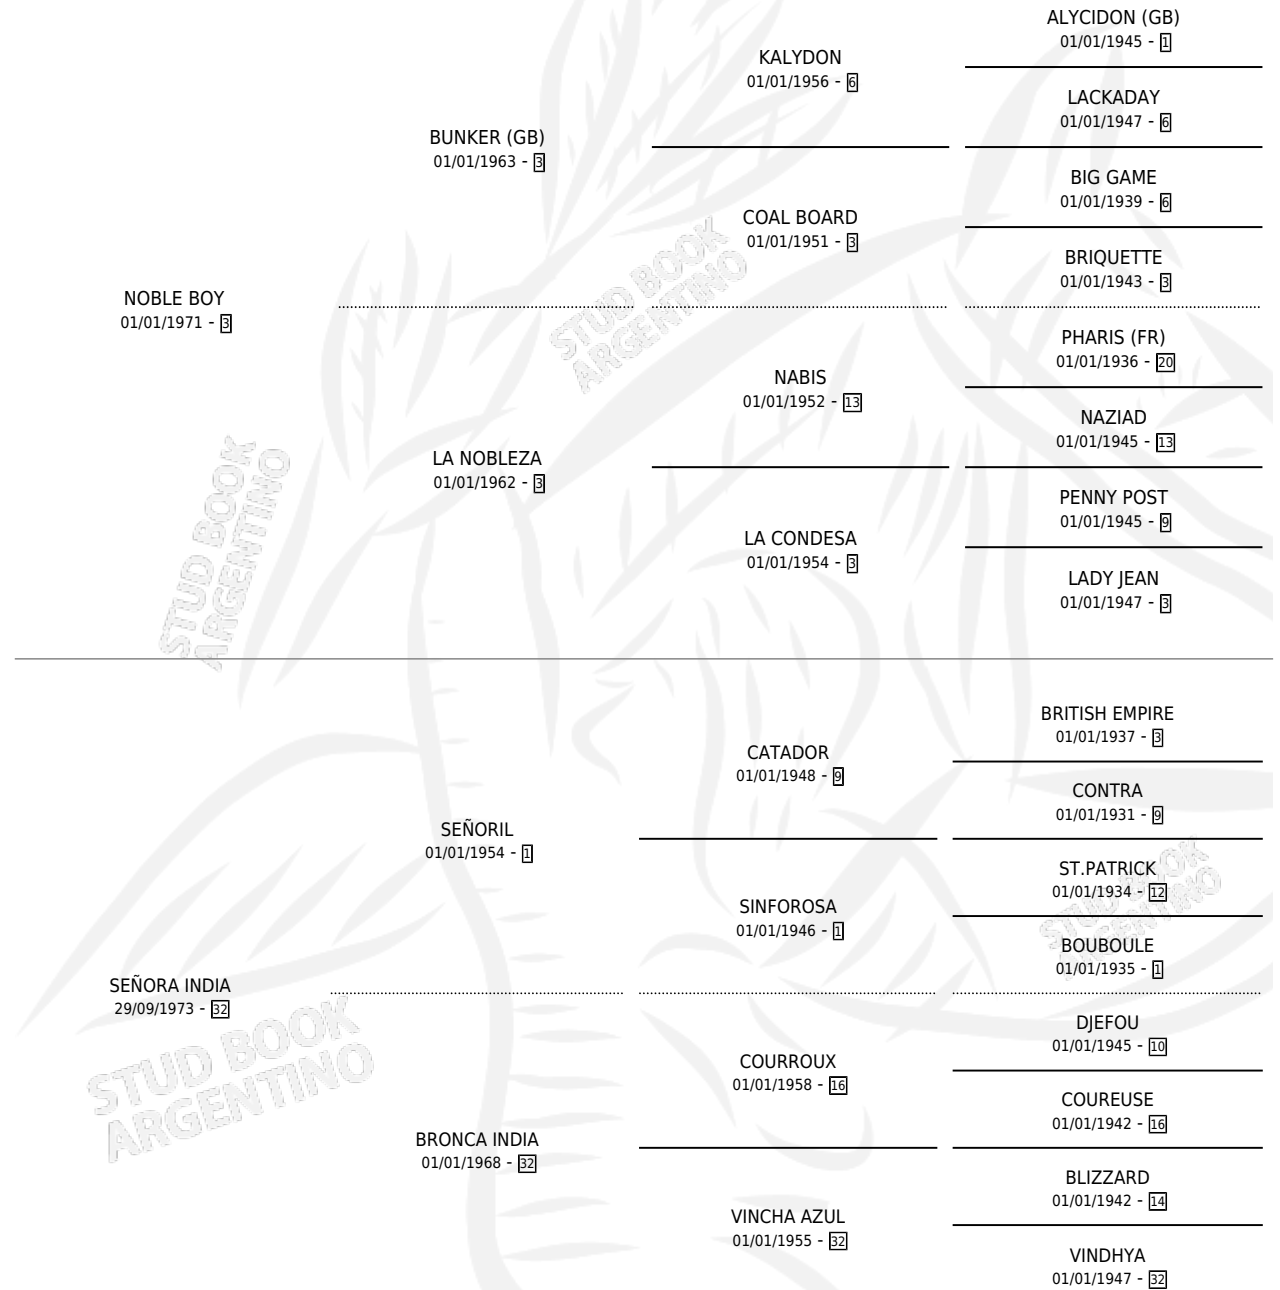 ALYCIDON (GB)
01/01/1945 - 1
KALYDON
01/01/1956 - 6
LACKADAY
01/01/1947 - 6
BUNKER (GB)
01/01/1963 - 3
BIG GAME
01/01/1939 - 6
COAL BOARD
01/01/1951 - 3
BRIQUETTE
01/01/1943 - 3
NOBLE BOY
01/01/1971 - 3
PHARIS (FR)
01/01/1936 - 20
NABIS
01/01/1952 - 13
NAZIAD
01/01/1945 - 13
LA NOBLEZA
01/01/1962 - 3
PENNY POST
01/01/1945 - 9
LA CONDESA
01/01/1954 - 3
LADY JEAN
01/01/1947 - 3
BRITISH EMPIRE
01/01/1937 - 3
CATADOR
01/01/1948 - 9
CONTRA
01/01/1931 - 9
SEÑORIL
01/01/1954 - 1
ST.PATRICK
01/01/1934 - 12
SINFOROSA
01/01/1946 - 1
BOUBOULE
01/01/1935 - 1
SEÑORA INDIA
29/09/1973 - 32
DJEFOU
01/01/1945 - 10
COURROUX
01/01/1958 - 16
COUREUSE
01/01/1942 - 16
BRONCA INDIA
01/01/1968 - 32
BLIZZARD
01/01/1942 - 14
VINCHA AZUL
01/01/1955 - 32
VINDHYA
01/01/1947 - 32
STUD BOOK
ARGENTINO
STUD BOOK
ARGENTINO
STUD BOOK
ARGENTINO
STUD BOOK
ARGENTINO